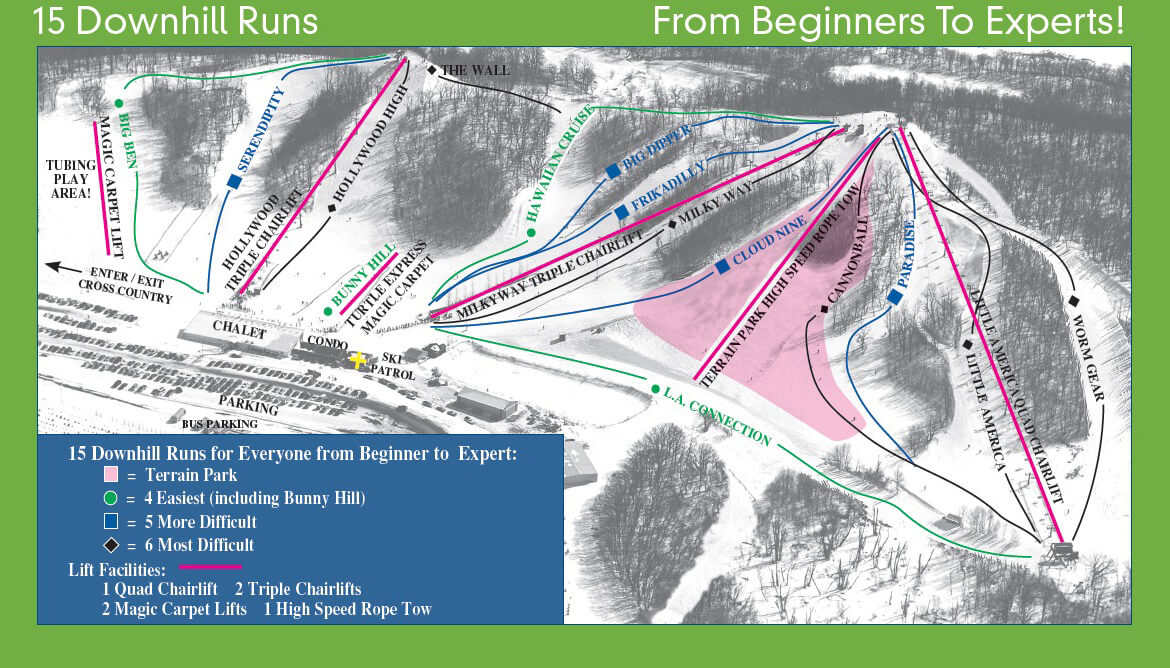 15 Downhill Runs
From Beginners To Experts!
THE WALL
BIG BEN
MAGIC CARPET LIFT
TUBING
PLAY
AREA!
SERENDIPITY
HOLLYWOOD HIGH
HOLLYWOOD
TRIPLE CHAIRLIFT
HAWAIIAN CRUISE
BIG DIPPER
FRIKADILLY
MILKY WAY
MILKYWAY TRIPLE CHAIRLIFT
CLOUD NINE
TERRAIN PARK HIGH SPEED ROPE TOW
CANNONBALL
PARADISE
LITTLE AMERICA QUAD CHAIRLIFT
LITTLE AMERICA
WORM GEAR
BUNNY HILL
TURTLE EXPRESS
MAGIC CARPET
ENTER / EXIT
CROSS COUNTRY
CHALET
CONDO
SKI
PATROL
PARKING
BUS PARKING
L.A. CONNECTION
15 Downhill Runs for Everyone from Beginner to Expert:
= Terrain Park
= 4 Easiest (including Bunny Hill)
= 5 More Difficult
= 6 Most Difficult
Lift Facilities:
1 Quad Chairlift 2 Triple Chairlifts
2 Magic Carpet Lifts 1 High Speed Rope Tow